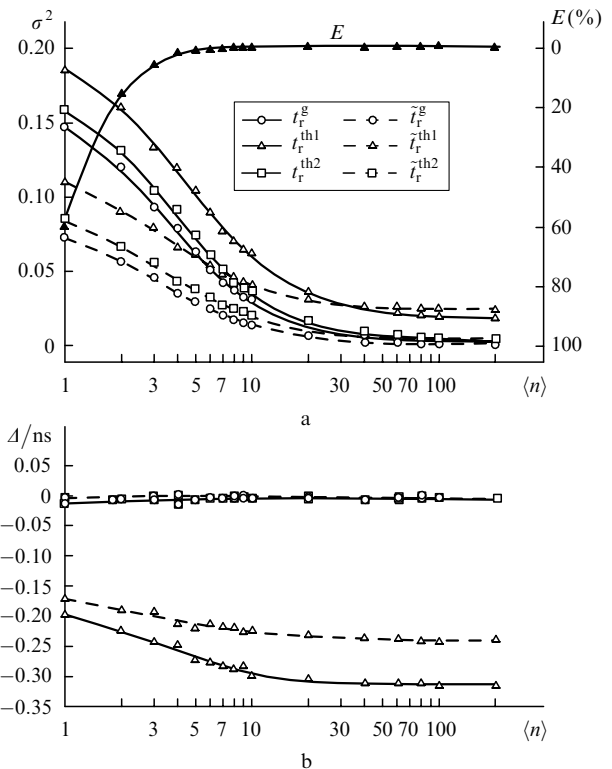 σ² E E(%)
0.20 0
t_r^g t̃_r^g 20
0.15 t_r^th1 t̃_r^th1
t_r^th2 t̃_r^th2 40
0.10
60
0.05
80
0 100
1 3 5 7 10 30 50 70 100 ⟨n⟩
a
Δ/ns
0.05
0
−0.05
−0.10
−0.15
−0.20
−0.25
−0.30
−0.35
1 3 5 7 10 30 50 70 100 ⟨n⟩
b